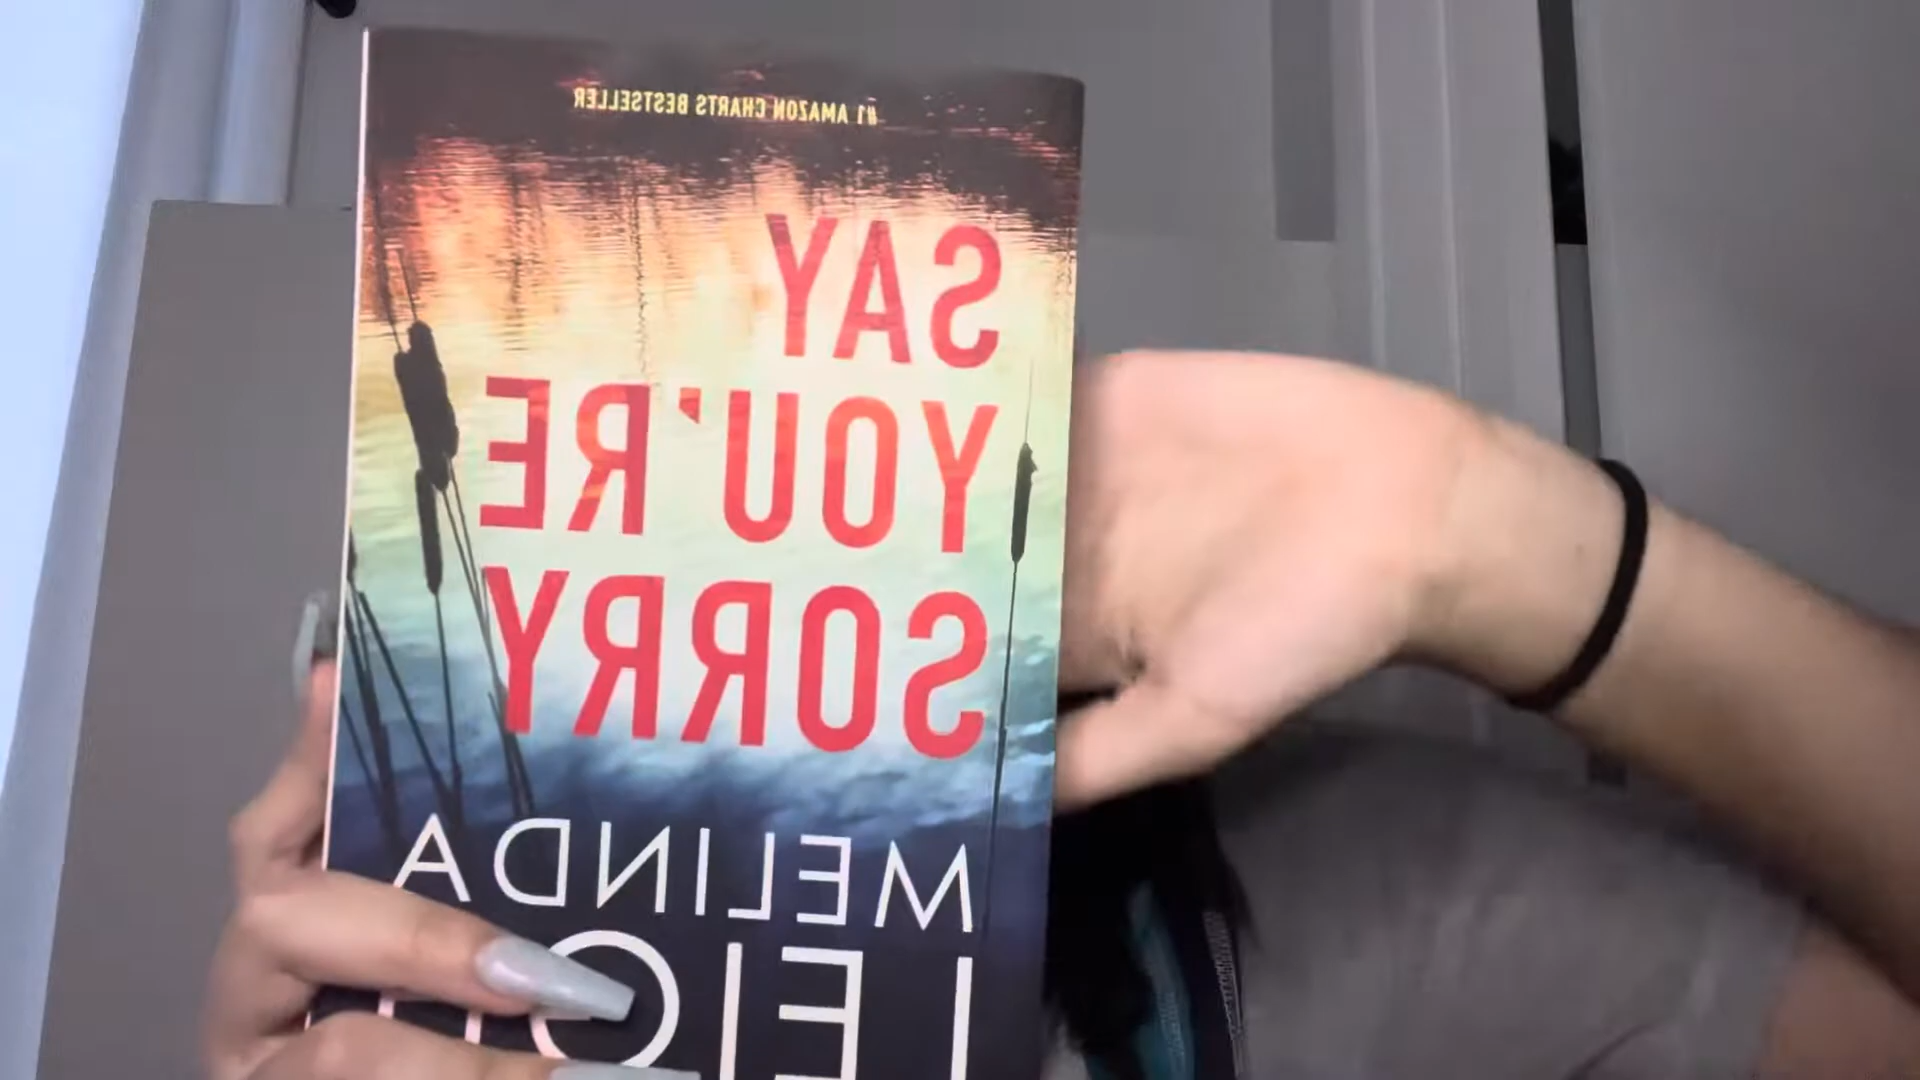 #1 AMAZON CHARTS BESTSELLER
SAY
YOU'RE
SORRY
MELINDA